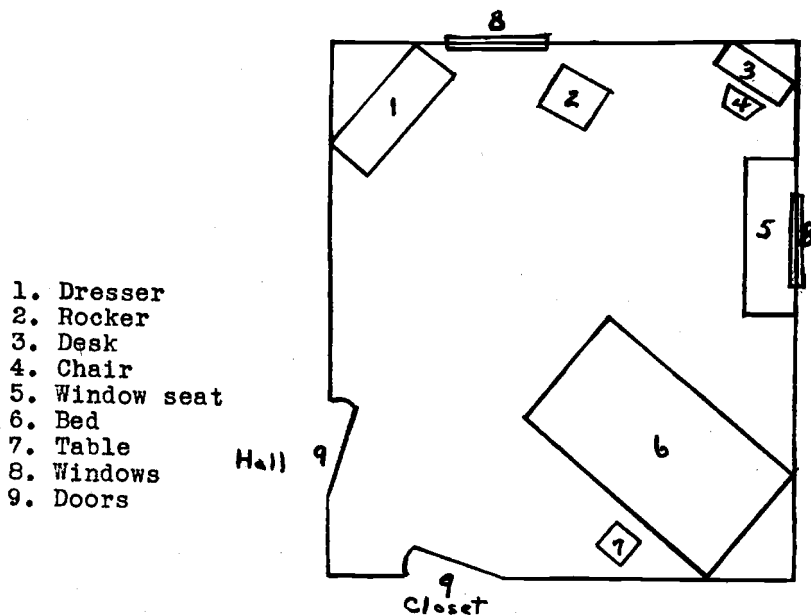 8
1
2
3
4
5
8
1. Dresser
2. Rocker
3. Desk
4. Chair
5. Window seat
6. Bed
7. Table
8. Windows
9. Doors
Hall 9
6
7
9
Closet